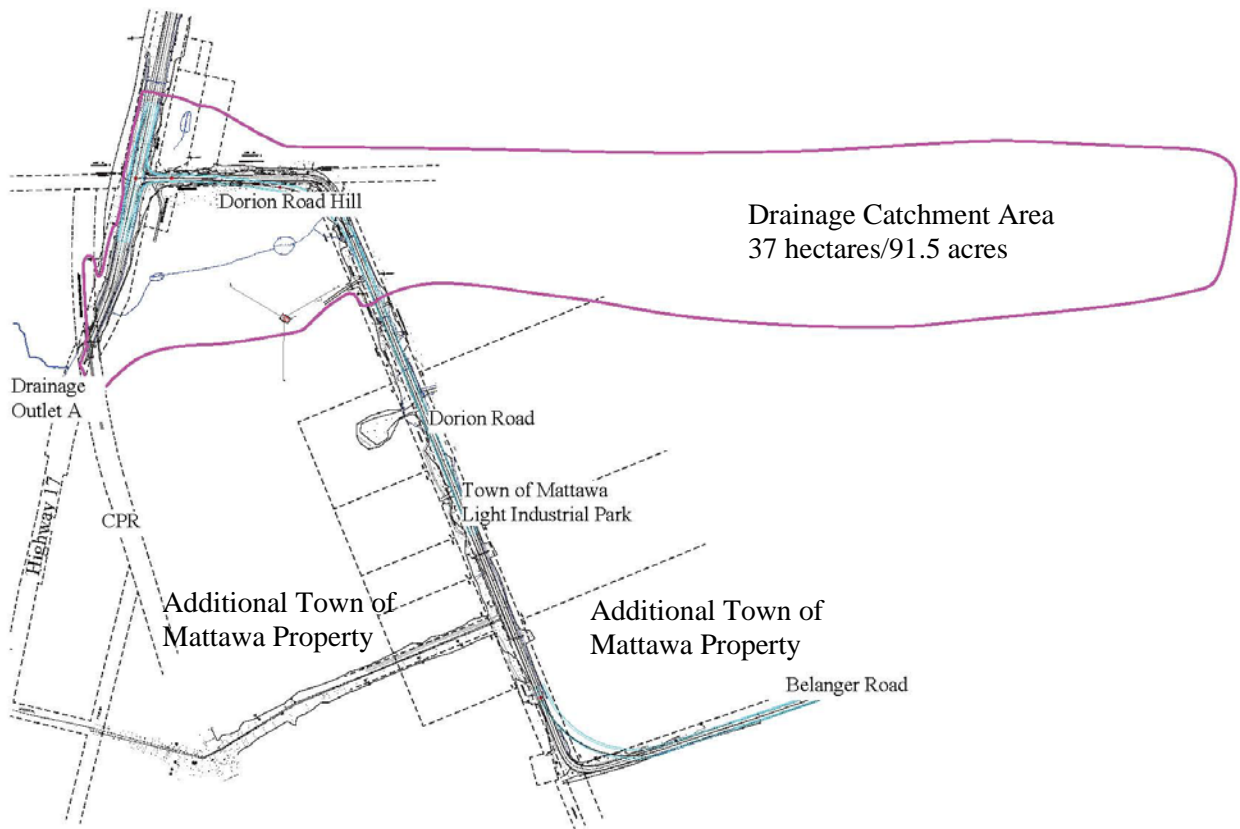 Dorion Road Hill
Drainage Catchment Area
37 hectares/91.5 acres
Drainage
Outlet A
Dorion Road
Town of Mattawa
Light Industrial Park
Highway 17
CPR
Additional Town of
Mattawa Property
Additional Town of
Mattawa Property
Belanger Road